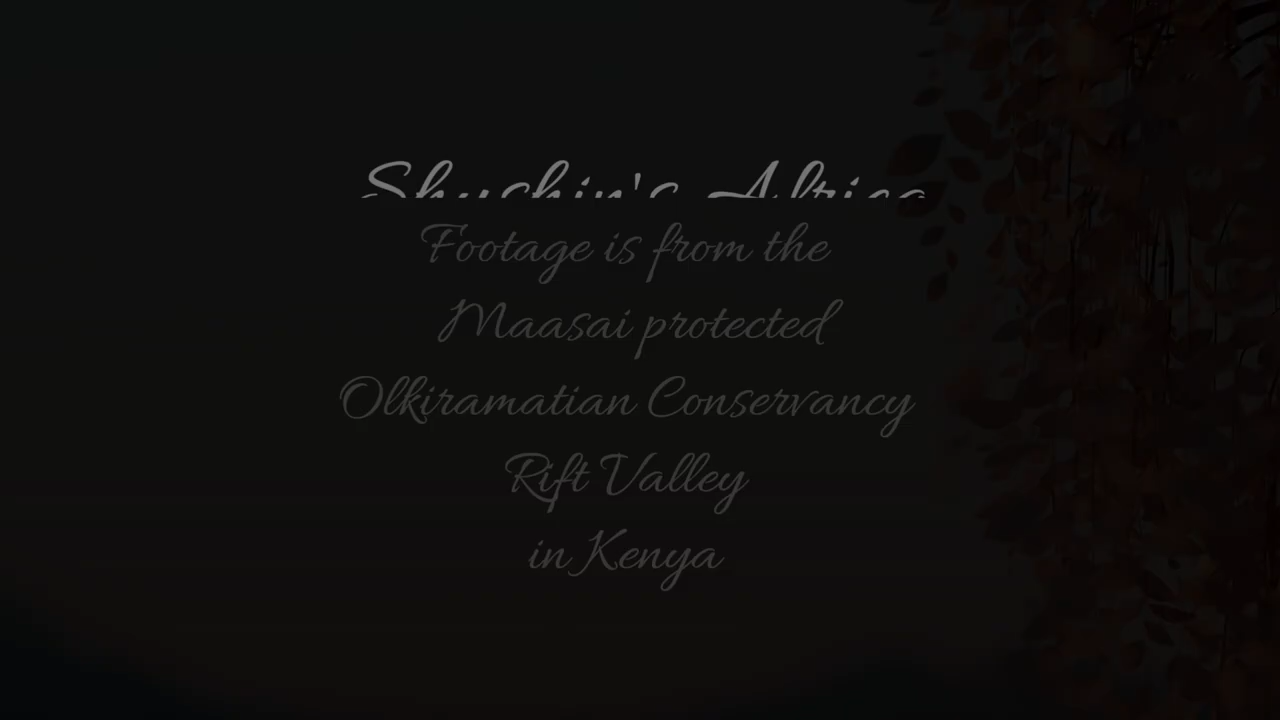 Footage is from the
Maasai protected
Olkiramatian Conservancy
Rift Valley
in Kenya